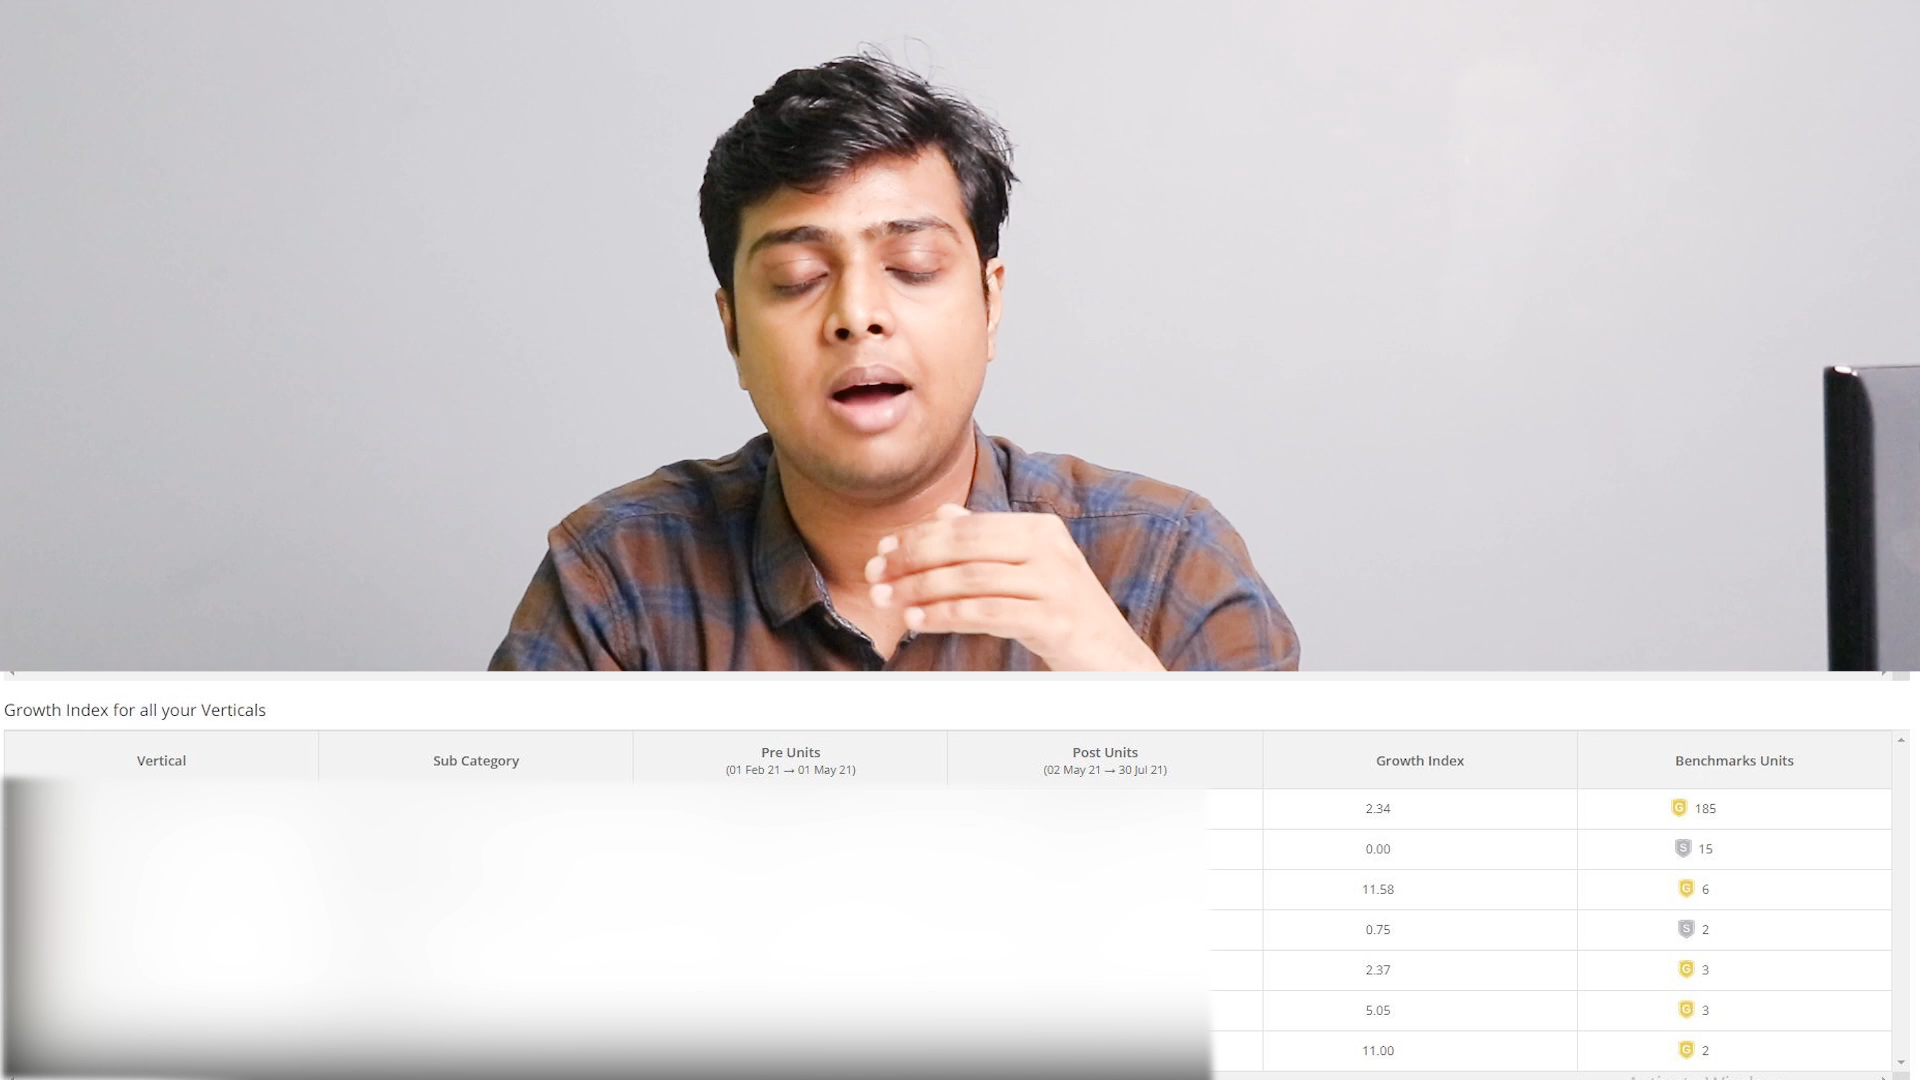 Growth Index for all your Verticals
Vertical Sub Category Pre Units Post Units Growth Index Benchmarks Units
(01 Feb 21 → 01 May 21) (02 May 21 → 30 Jul 21)
2.34 G 185
0.00 S 15
11.58 G 6
0.75 S 2
2.37 G 3
5.05 G 3
11.00 G 2